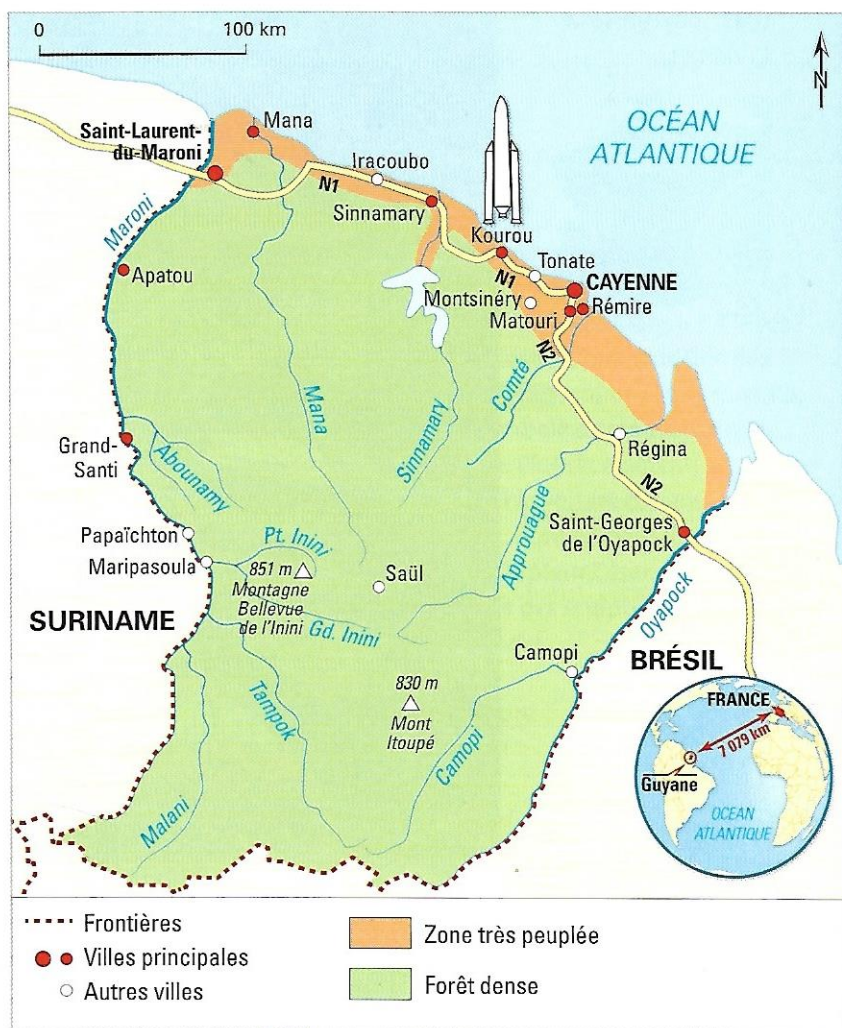 0 100 km
N
OCÉAN
ATLANTIQUE
Mana
Saint-Laurent-
du-Maroni
Iracoubo
N1
Sinnamary
Kourou
Tonate
N1
CAYENNE
Maroni
Apatou
Montsinéry
Rémire
Matouri
N2
Comté
Mana
Sinnamary
Grand-
Santi
Abounamy
Régina
N2
Approuague
Saint-Georges
de l'Oyapock
Papaïchton
Pt. Inini
Maripasoula
851 m
Montagne
Bellevue
de l'Inini
Saül
Gd. Inini
Oyapock
SURINAME
BRÉSIL
Camopi
830 m
Mont
Itoupé
Tampok
Camopi
Malani
FRANCE
7 079 km
Guyane
OCÉAN
ATLANTIQUE
Frontières
Villes principales
Autres villes
Zone très peuplée
Forêt dense